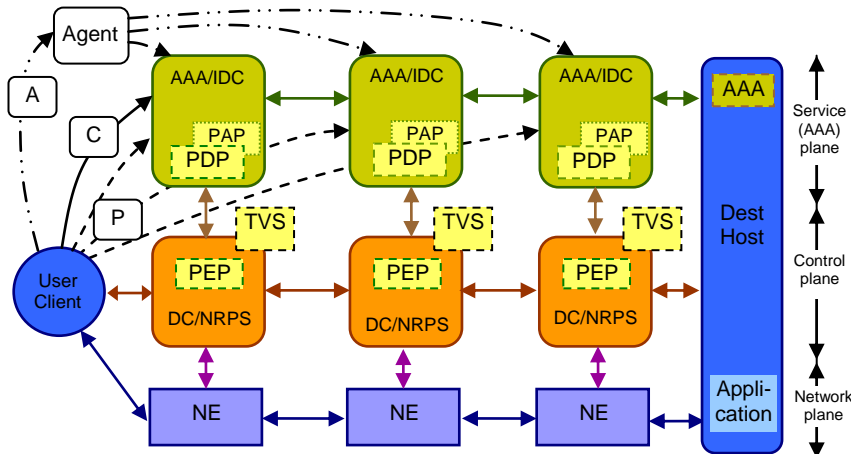 Agent
A
C
P
AAA/IDC
PAP
PDP
AAA/IDC
PAP
PDP
AAA/IDC
PAP
PDP
AAA
Service
(AAA)
plane
TVS
TVS
TVS
Dest
Host
User
Client
PEP
DC/NRPS
PEP
DC/NRPS
PEP
DC/NRPS
Control
plane
NE
NE
NE
Appli-
cation
Network
plane